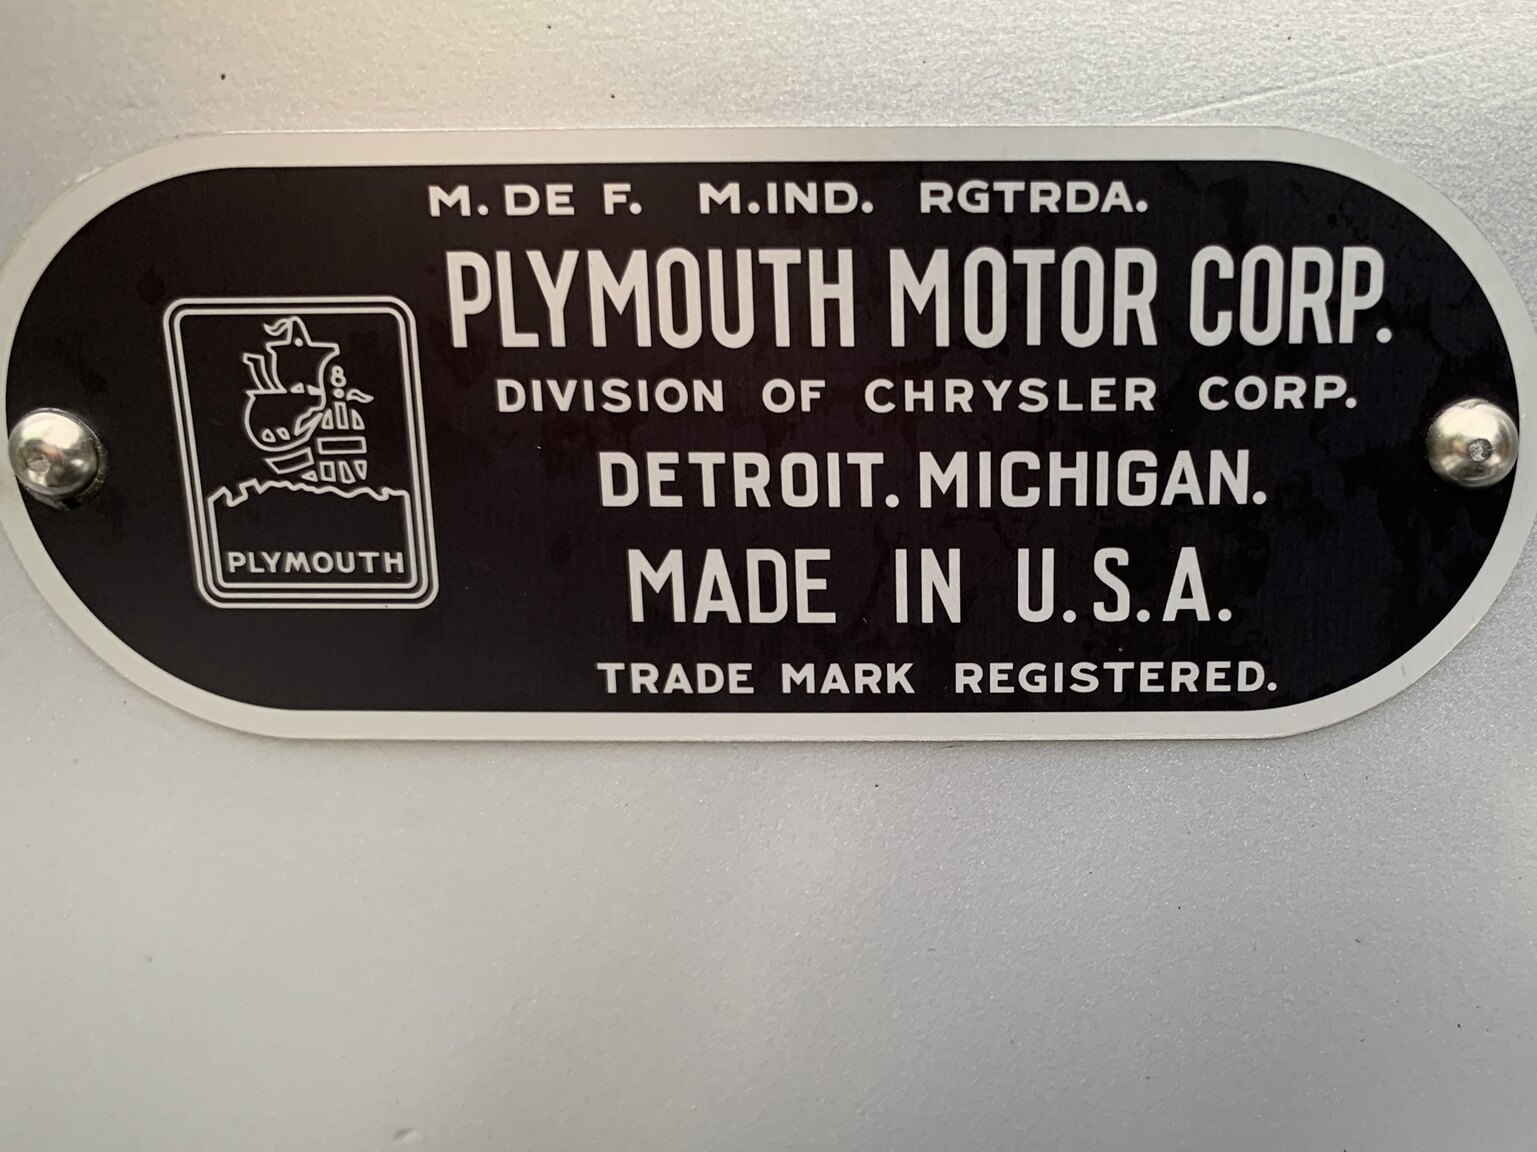 M. DE F. M.IND. RGTRDA.
PLYMOUTH MOTOR CORP.
DIVISION OF CHRYSLER CORP.
DETROIT. MICHIGAN.
MADE IN U.S.A.
TRADE MARK REGISTERED.
PLYMOUTH